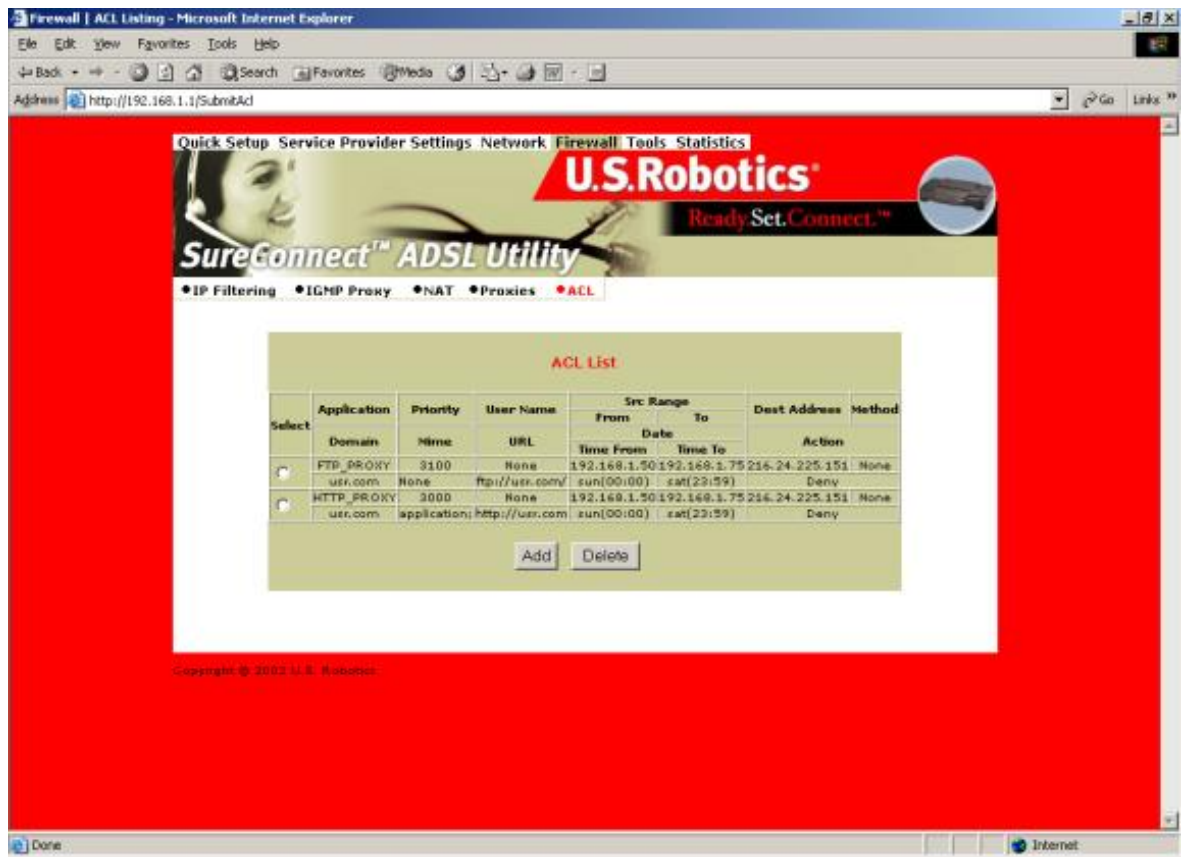 Firewall | ACL Listing - Microsoft Internet Explorer
File Edit View Favorites Tools Help
Back Search Favorites Media
Address http://192.168.1.1/SubmitAcl Go Links »
Quick Setup Service Provider Settings Network Firewall Tools Statistics
U.S.Robotics
Ready.Set.Connect.™
SureConnect™ ADSL Utility
IP Filtering IGMP Proxy NAT Proxies ACL
ACL List
Select
Application Priority User Name Src Range Dest Address Method
From To
Domain Mime URL Date Action
Time From Time To
FTP_PROXY 3100 None 192.168.1.50 192.168.1.75 216.24.225.151 None
usr.com None ftp://usr.com/ sun(00:00) sat(23:59) Deny
HTTP_PROXY 3000 None 192.168.1.50 192.168.1.75 216.24.225.151 None
usr.com application; http://usr.com sun(00:00) sat(23:59) Deny
Add Delete
Copyright © 2002 U.S. Robotics
Done Internet